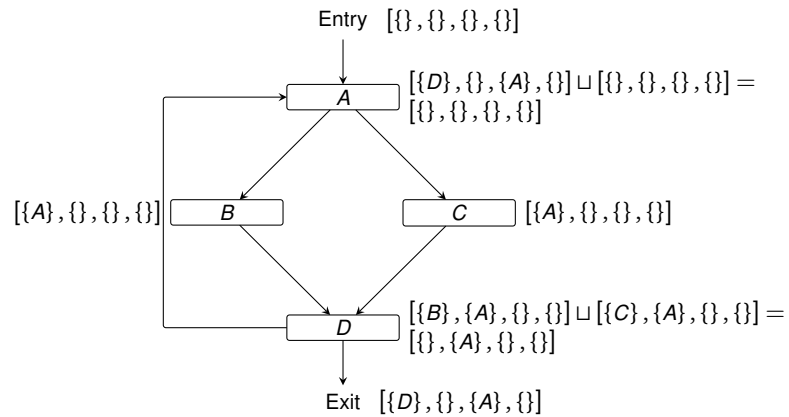 Entry [{} , {} , {} , {}]
[{D} , {} , {A} , {}] ⊔ [{} , {} , {} , {}] =
A
[{} , {} , {} , {}]
[{A} , {} , {} , {}] B C [{A} , {} , {} , {}]
[{B} , {A} , {} , {}] ⊔ [{C} , {A} , {} , {}] =
D
[{} , {A} , {} , {}]
Exit [{D} , {} , {A} , {}]